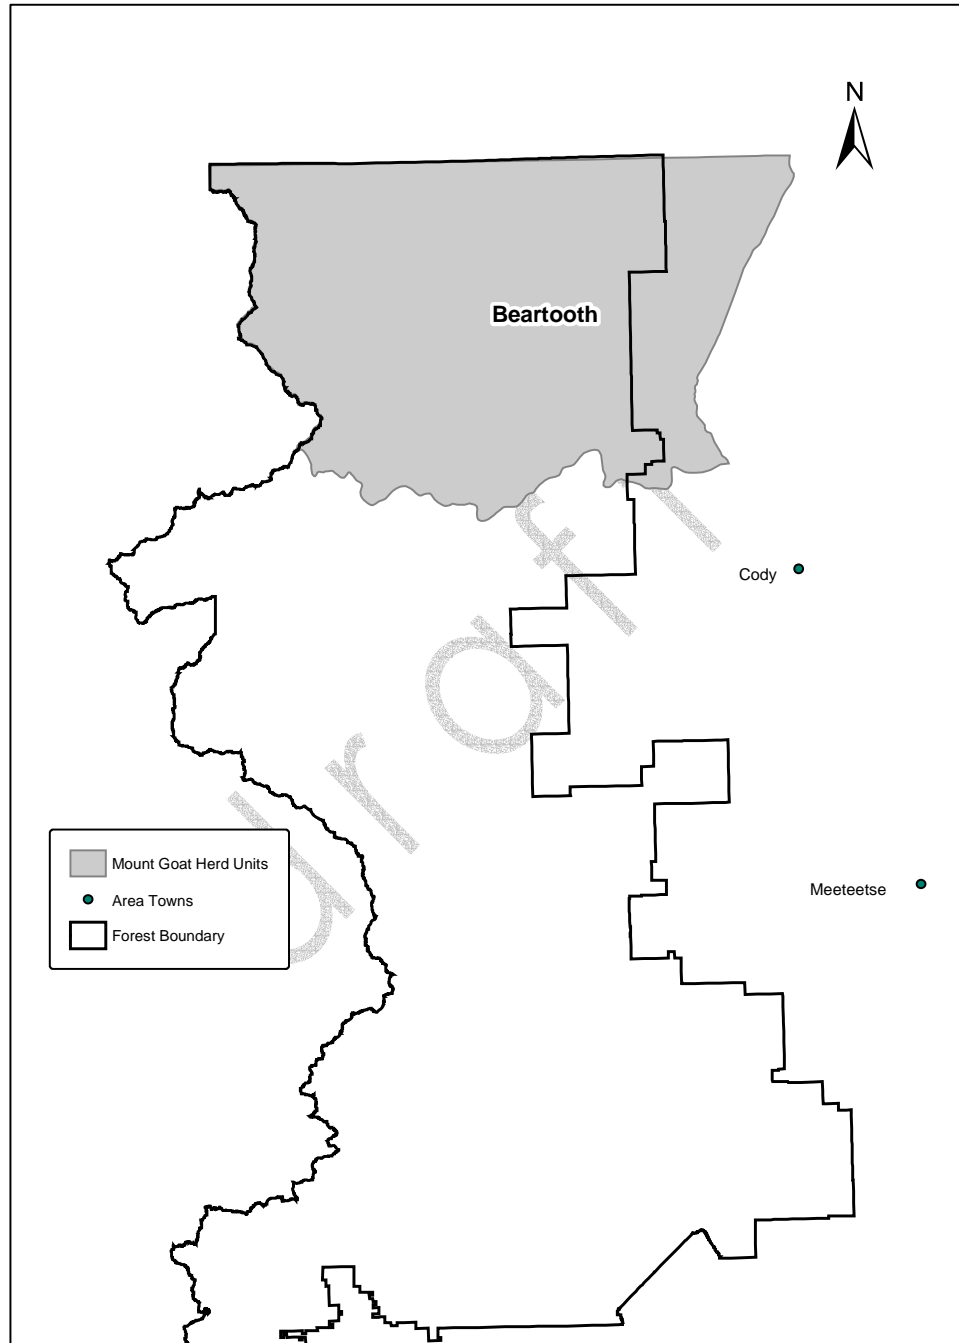 N
Beartooth
Cody
Draft
Mount Goat Herd Units
Area Towns
Forest Boundary
Meeteetse